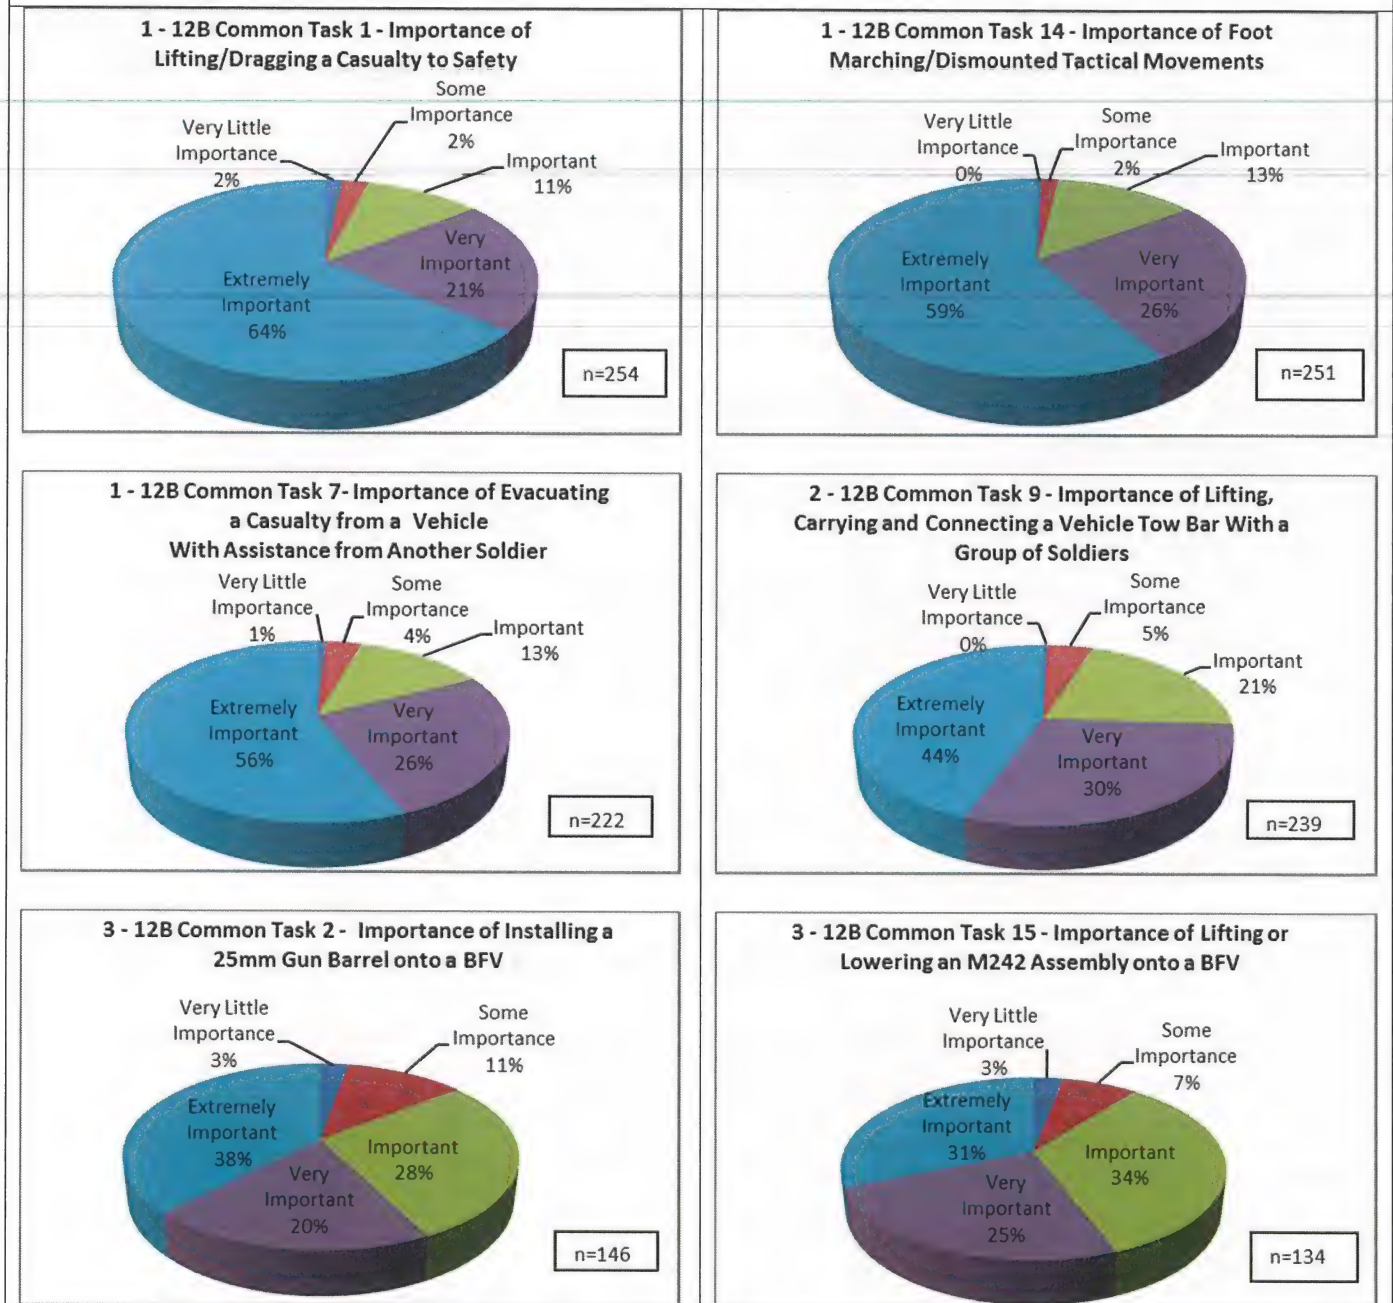 1 - 12B Common Task 1 - Importance of
Lifting/Dragging a Casualty to Safety
Very Little
Importance
2%
Some
Importance
2%
Important
11%
Very
Important
21%
Extremely
Important
64%
n=254
1 - 12B Common Task 14 - Importance of Foot
Marching/Dismounted Tactical Movements
Very Little
Importance
0%
Some
Importance
2%
Important
13%
Very
Important
26%
Extremely
Important
59%
n=251
1 - 12B Common Task 7- Importance of Evacuating
a Casualty from a Vehicle
With Assistance from Another Soldier
Very Little
Importance
1%
Some
Importance
4%
Important
13%
Very
Important
26%
Extremely
Important
56%
n=222
2 - 12B Common Task 9 - Importance of Lifting,
Carrying and Connecting a Vehicle Tow Bar With a
Group of Soldiers
Very Little
Importance
0%
Some
Importance
5%
Important
21%
Very
Important
30%
Extremely
Important
44%
n=239
3 - 12B Common Task 2 - Importance of Installing a
25mm Gun Barrel onto a BFV
Very Little
Importance
3%
Some
Importance
11%
Important
28%
Very
Important
20%
Extremely
Important
38%
n=146
3 - 12B Common Task 15 - Importance of Lifting or
Lowering an M242 Assembly onto a BFV
Very Little
Importance
3%
Some
Importance
7%
Important
34%
Very
Important
25%
Extremely
Important
31%
n=134